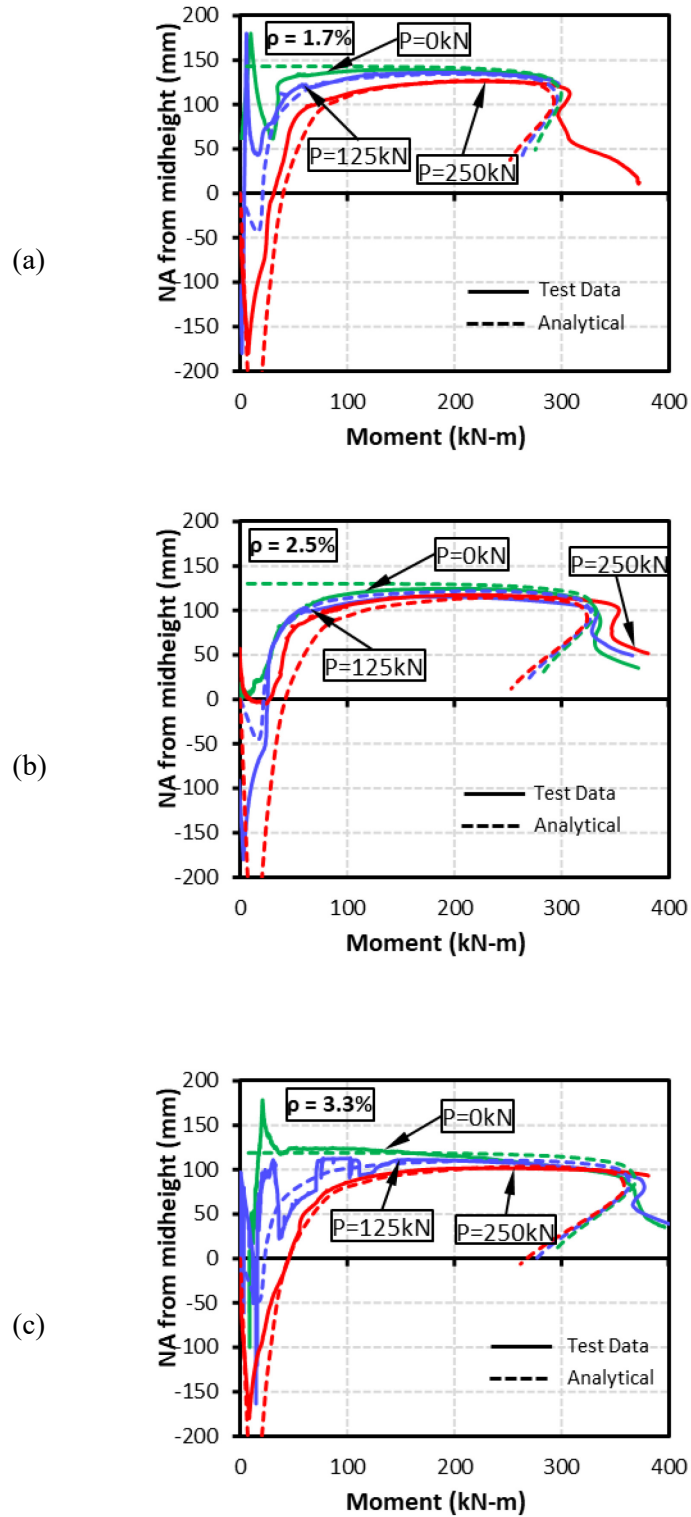 (a)
NA from midheight (mm)
200
150
100
50
0
-50
-100
-150
-200
ρ = 1.7%
P=0kN
P=125kN
P=250kN
Test Data
Analytical
0 100 200 300 400
Moment (kN-m)
(b)
NA from midheight (mm)
200
150
100
50
0
-50
-100
-150
-200
ρ = 2.5%
P=0kN
P=250kN
P=125kN
Test Data
Analytical
0 100 200 300 400
Moment (kN-m)
(c)
NA from midheight (mm)
200
150
100
50
0
-50
-100
-150
-200
ρ = 3.3%
P=0kN
P=125kN
P=250kN
Test Data
Analytical
0 100 200 300 400
Moment (kN-m)